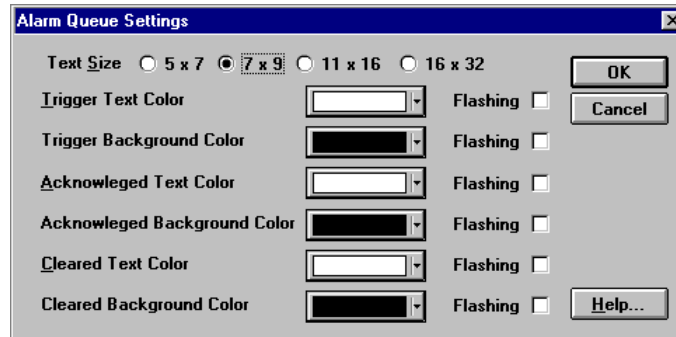 Alarm Queue Settings
Text Size 5 x 7 7 x 9 11 x 16 16 x 32
OK
Trigger Text Color Flashing
Cancel
Trigger Background Color Flashing
Acknowleged Text Color Flashing
Acknowleged Background Color Flashing
Cleared Text Color Flashing
Cleared Background Color Flashing
Help...